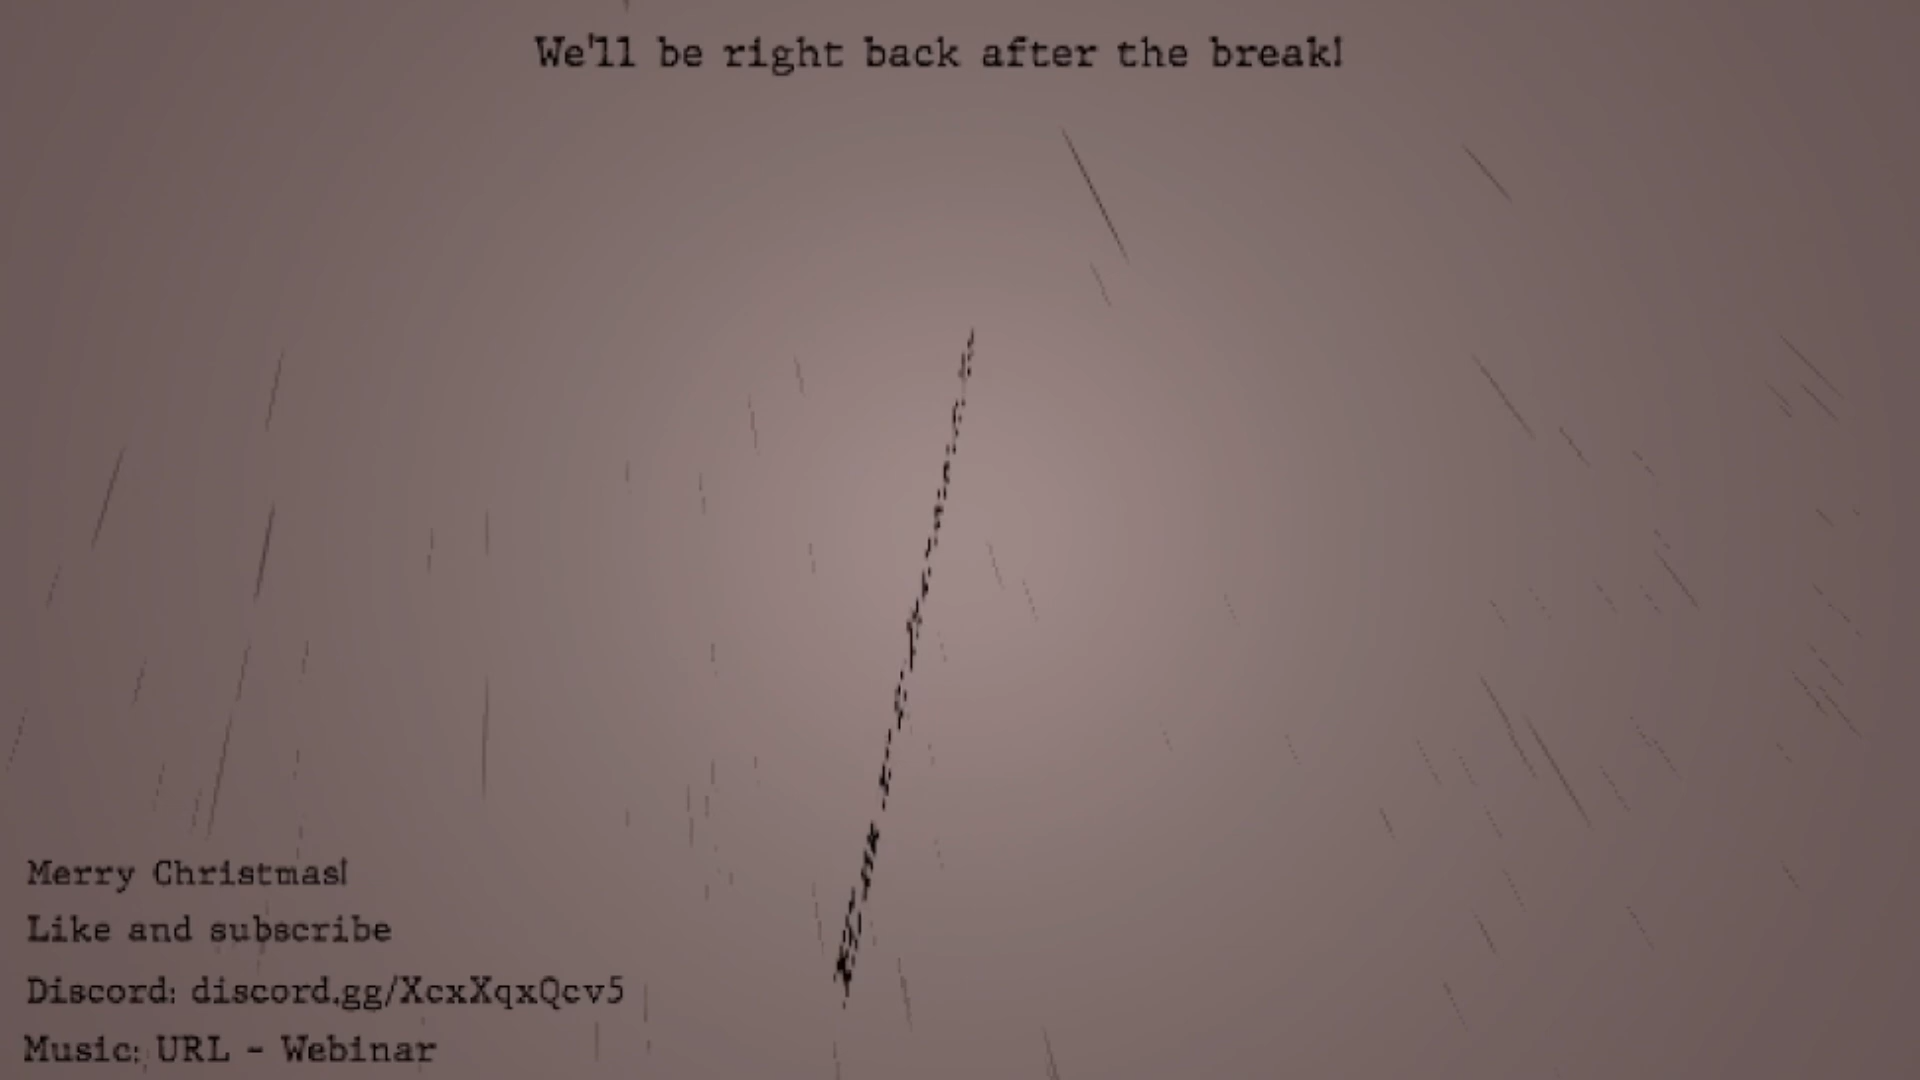 We'll be right back after the break!
Merry Christmas!
Like and subscribe
Discord: discord.gg/XcxXqxQcv5
Music: URL - Webinar